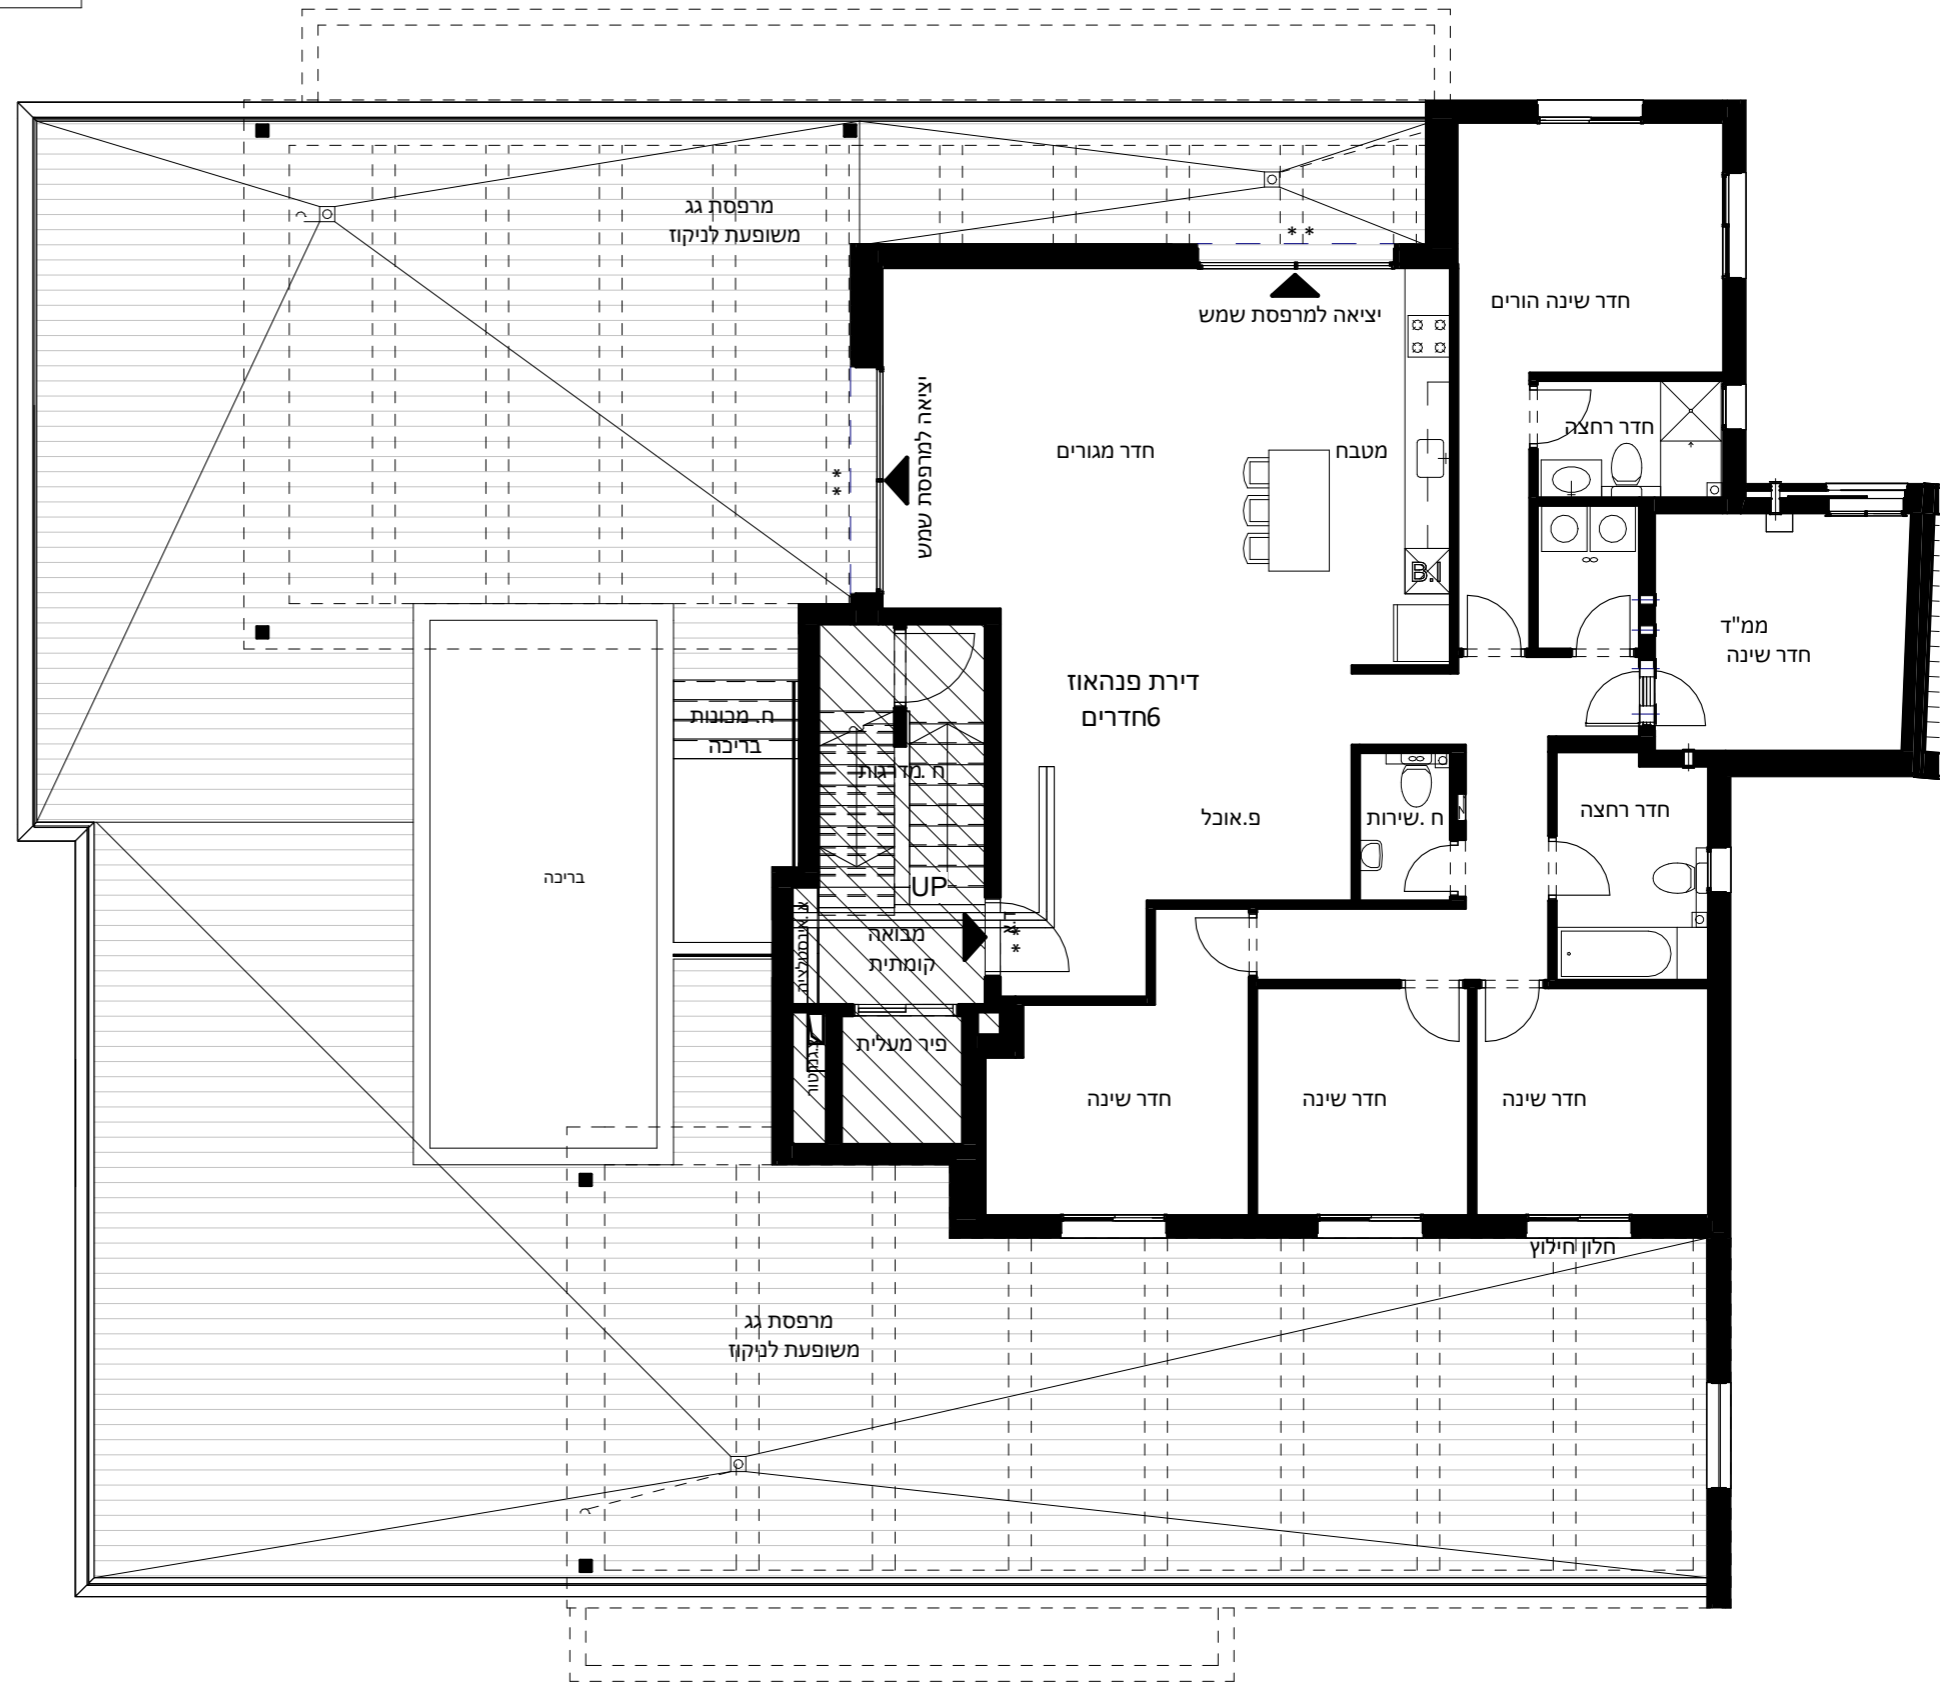 מרפסת גג
משופעת לניקוז
**
יציאה למרפסת שמש
חדר שינה הורים
יציאה למרפסת שמש
**
חדר מגורים
מטבח
חדר רחצה
B.I
ממ"ד
חדר שינה
דירת פנהאוז
6חדרים
ח. מכונות
בריכה
ח .מדרגות
פ.אוכל
ח .שירות
חדר רחצה
בריכה
UP
מבואה
קומתית
**
א .אינסטלציה
פיר מעלית
חדר שינה
חדר שינה
חדר שינה
חלון חילוץ
מרפסת גג
משופעת לניקוז